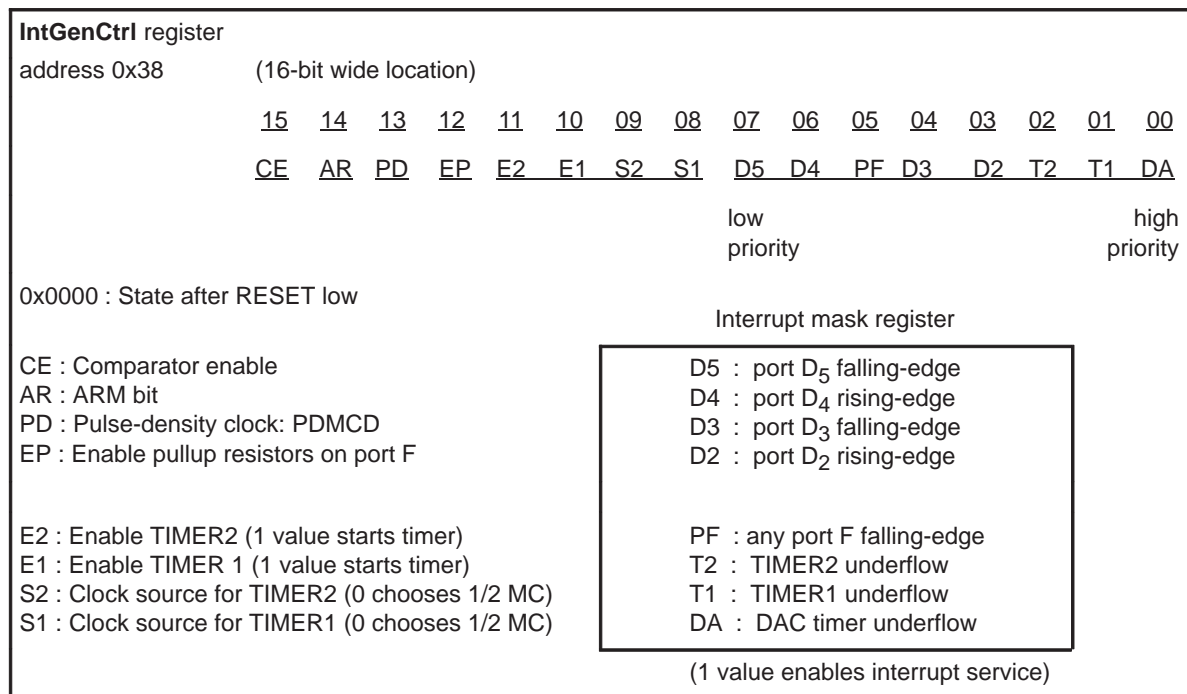 IntGenCtrl register
address 0x38 (16-bit wide location)
15 14 13 12 11 10 09 08 07 06 05 04 03 02 01 00
CE AR PD EP E2 E1 S2 S1 D5 D4 PF D3 D2 T2 T1 DA
low high
priority priority
0x0000 : State after RESET low
Interrupt mask register
CE : Comparator enable
AR : ARM bit
PD : Pulse-density clock: PDMCD
EP : Enable pullup resistors on port F
E2 : Enable TIMER2 (1 value starts timer)
E1 : Enable TIMER 1 (1 value starts timer)
S2 : Clock source for TIMER2 (0 chooses 1/2 MC)
S1 : Clock source for TIMER1 (0 chooses 1/2 MC)
D5 : port D5 falling-edge
D4 : port D4 rising-edge
D3 : port D3 falling-edge
D2 : port D2 rising-edge
PF : any port F falling-edge
T2 : TIMER2 underflow
T1 : TIMER1 underflow
DA : DAC timer underflow
(1 value enables interrupt service)